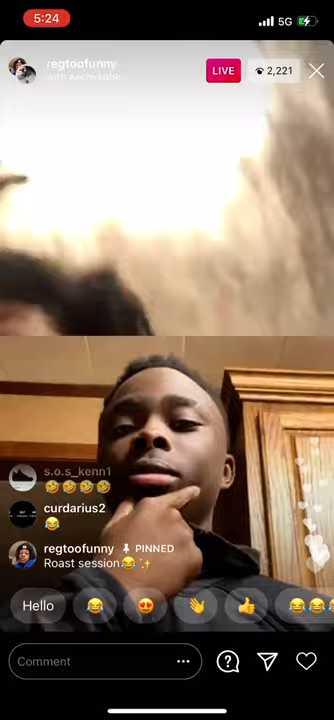 5:24
5G
regtoofunny
LIVE
2,221
s.o.s_kenn1
🤣🤣🤣🤣
curdarius2
😂
regtoofunny PINNED
Roast session😂✨
Hello 😂 😍 👋 👍 😂😂😂
Comment